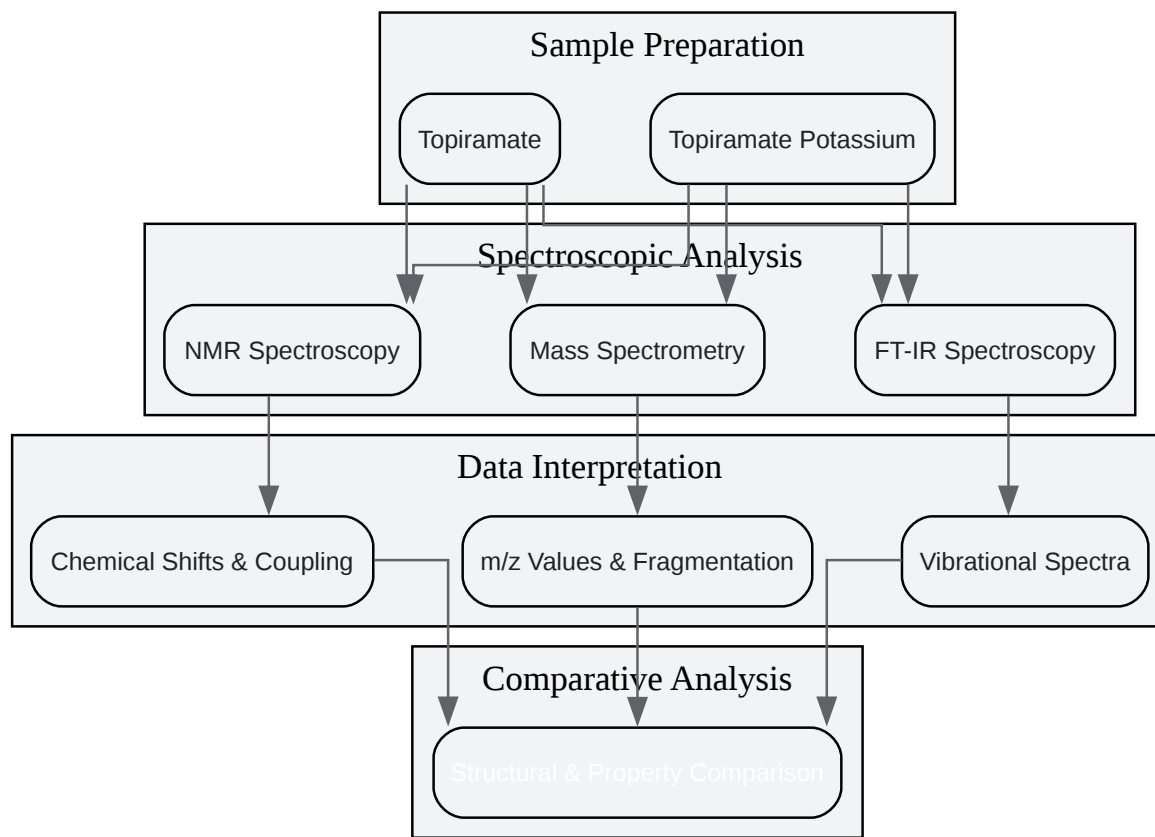 Sample Preparation
Topiramate
Topiramate Potassium
Spectroscopic Analysis
NMR Spectroscopy
Mass Spectrometry
FT-IR Spectroscopy
Data Interpretation
Chemical Shifts & Coupling
m/z Values & Fragmentation
Vibrational Spectra
Comparative Analysis
Structural & Property Comparison